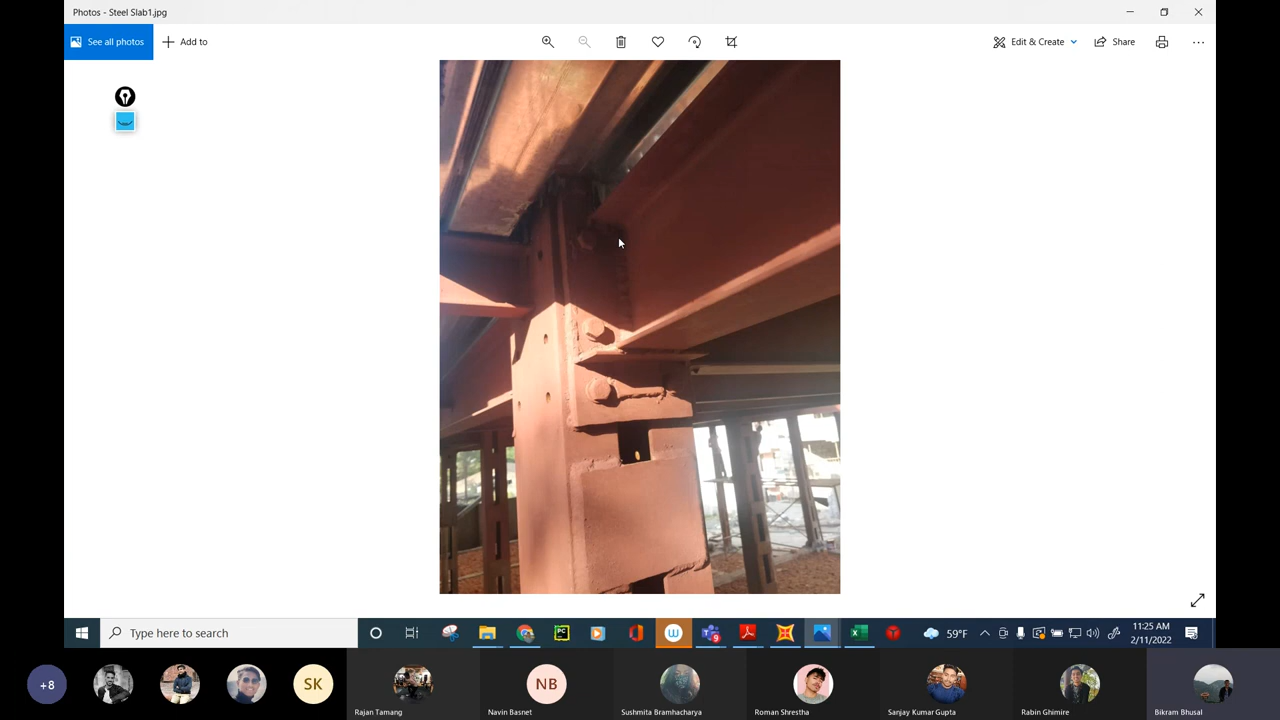 Photos - Steel Slab1.jpg
See all photos
Add to
Edit & Create
Share
Type here to search
PC
W
59°F
11:25 AM
2/11/2022
+8
SK
NB
Rajan Tamang
Navin Basnet
Sushmita Bramhacharya
Roman Shrestha
Sanjay Kumar Gupta
Rabin Ghimire
Bikram Bhusal